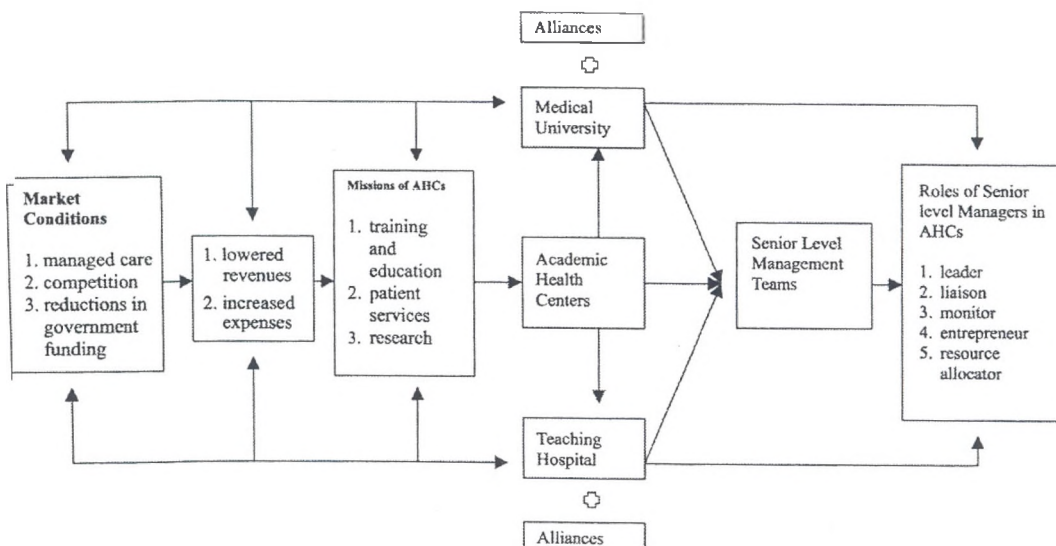 Alliances
Medical
University
Market
Conditions
1. managed care
2. competition
3. reductions in
government
funding
1. lowered
revenues
2. increased
expenses
Missions of AHCs
1. training
and
education
2. patient
services
3. research
Academic
Health
Centers
Senior Level
Management
Teams
Roles of Senior
level Managers in
AHCs
1. leader
2. liaison
3. monitor
4. entrepreneur
5. resource
allocator
Teaching
Hospital
Alliances